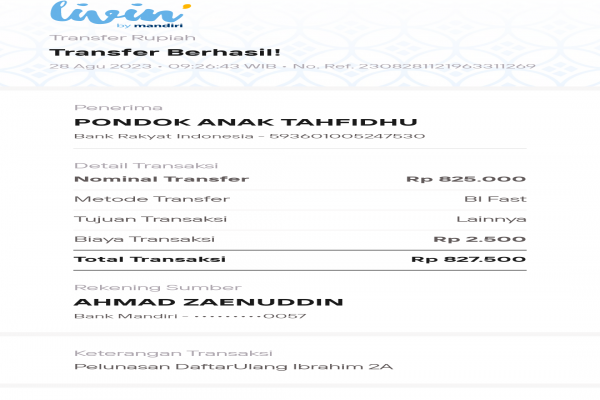 livin'
by mandiri
Transfer Rupiah
Transfer Berhasil!
28 Agu 2023 • 09:26:43 WIB • No. Ref. 2308281121963311269
Penerima
PONDOK ANAK TAHFIDHU
Bank Rakyat Indonesia - 593601005247530
Detail Transaksi
Nominal Transfer Rp 825.000
Metode Transfer BI Fast
Tujuan Transaksi Lainnya
Biaya Transaksi Rp 2.500
Total Transaksi Rp 827.500
Rekening Sumber
AHMAD ZAENUDDIN
Bank Mandiri - •••••••••0057
Keterangan Transaksi
Pelunasan DaftarUlang Ibrahim 2A